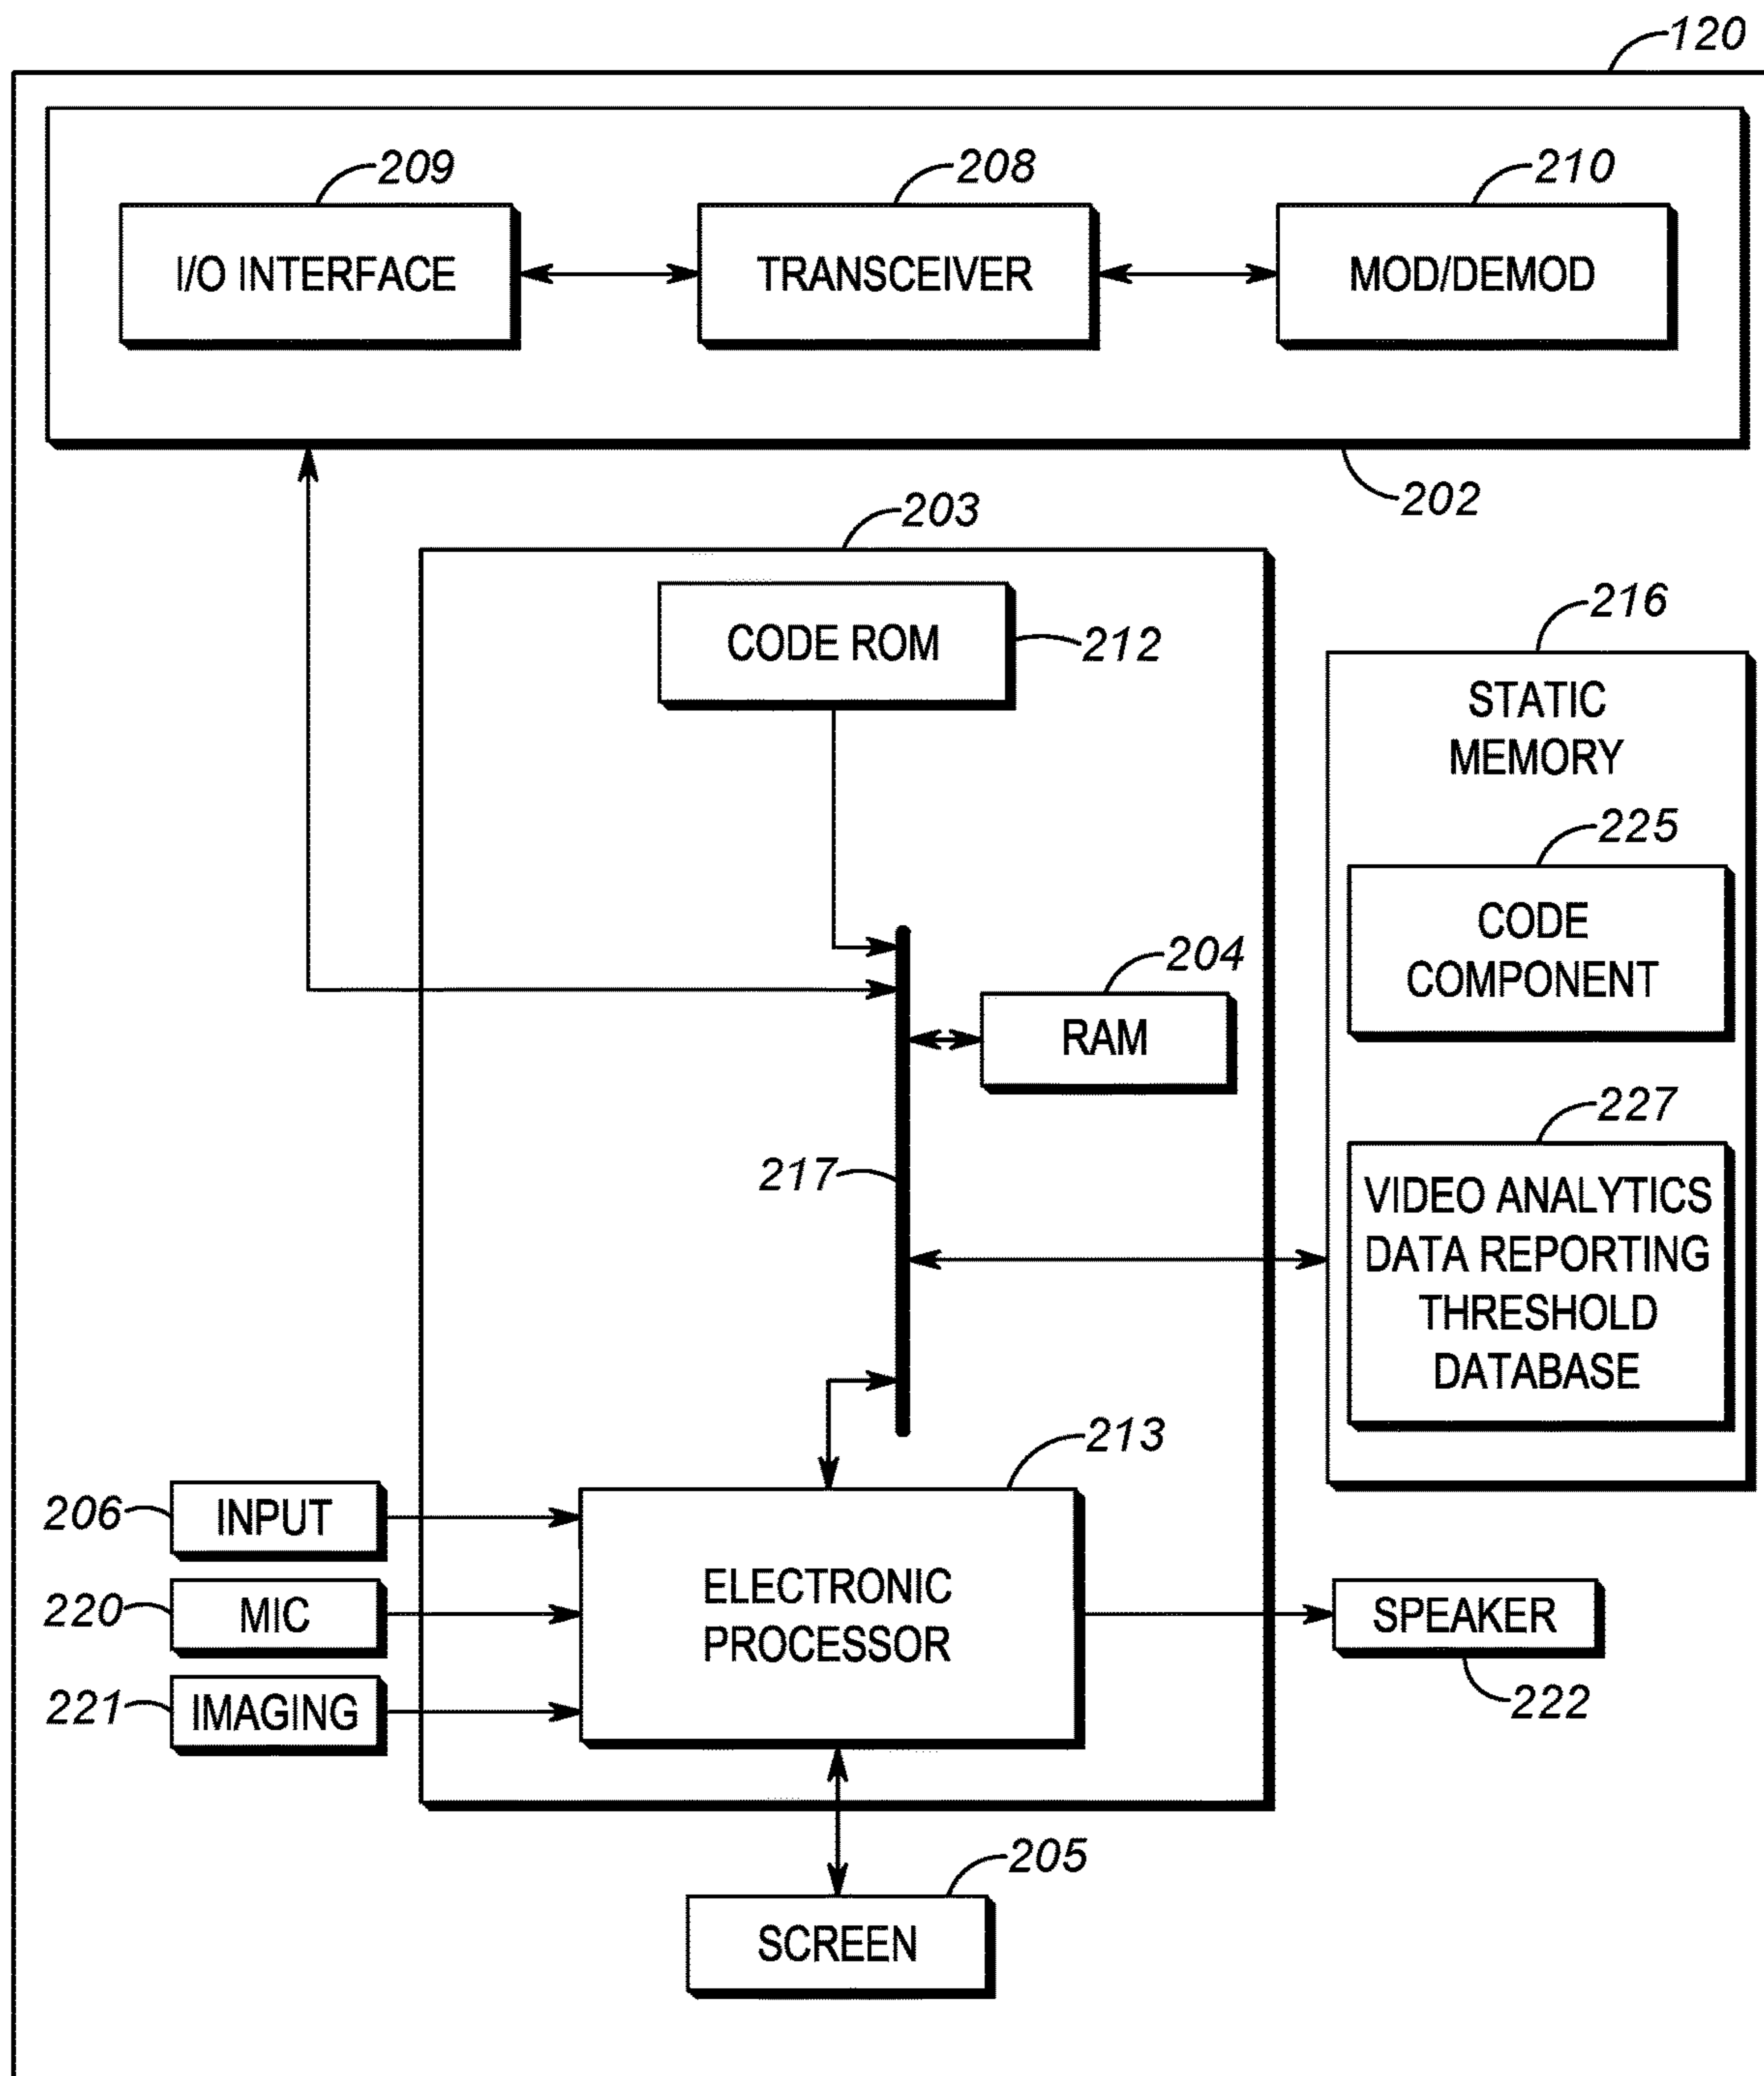 120
209
208
210
I/O INTERFACE
TRANSCEIVER
MOD/DEMOD
202
203
CODE ROM
212
216
STATIC
MEMORY
225
CODE
COMPONENT
204
RAM
217
227
VIDEO ANALYTICS
DATA REPORTING
THRESHOLD
DATABASE
213
206
INPUT
220
MIC
221
IMAGING
ELECTRONIC
PROCESSOR
SPEAKER
222
205
SCREEN